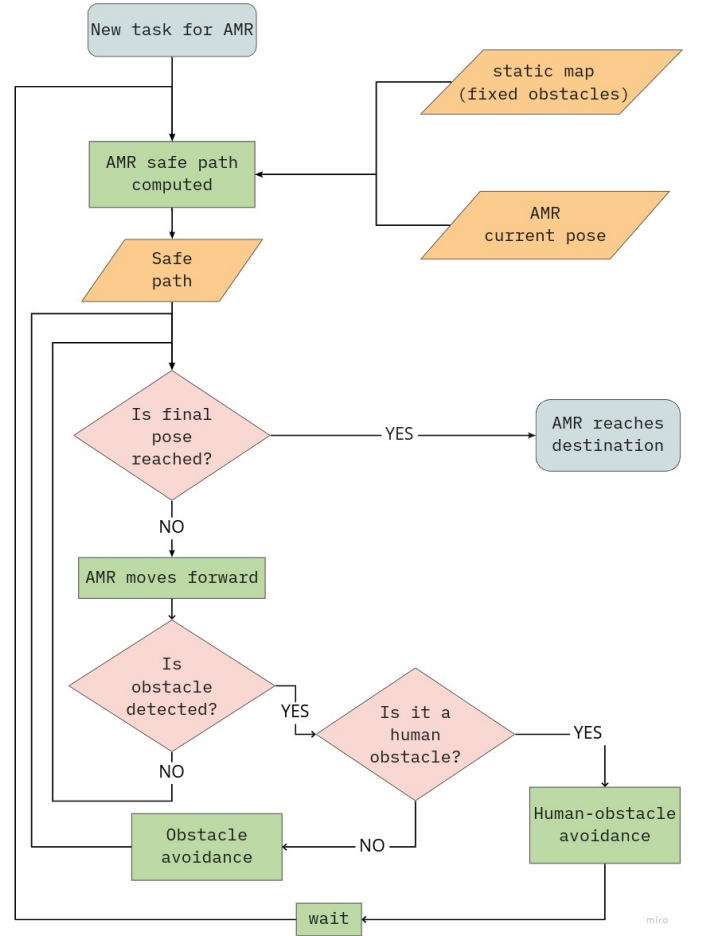 New task for AMR
static map
(fixed obstacles)
AMR safe path
computed
AMR
current pose
Safe
path
Is final
pose
reached?
YES
AMR reaches
destination
NO
AMR moves forward
Is
obstacle
detected?
YES
Is it a
human
obstacle?
YES
NO
Human-obstacle
avoidance
Obstacle
avoidance
NO
wait
miro